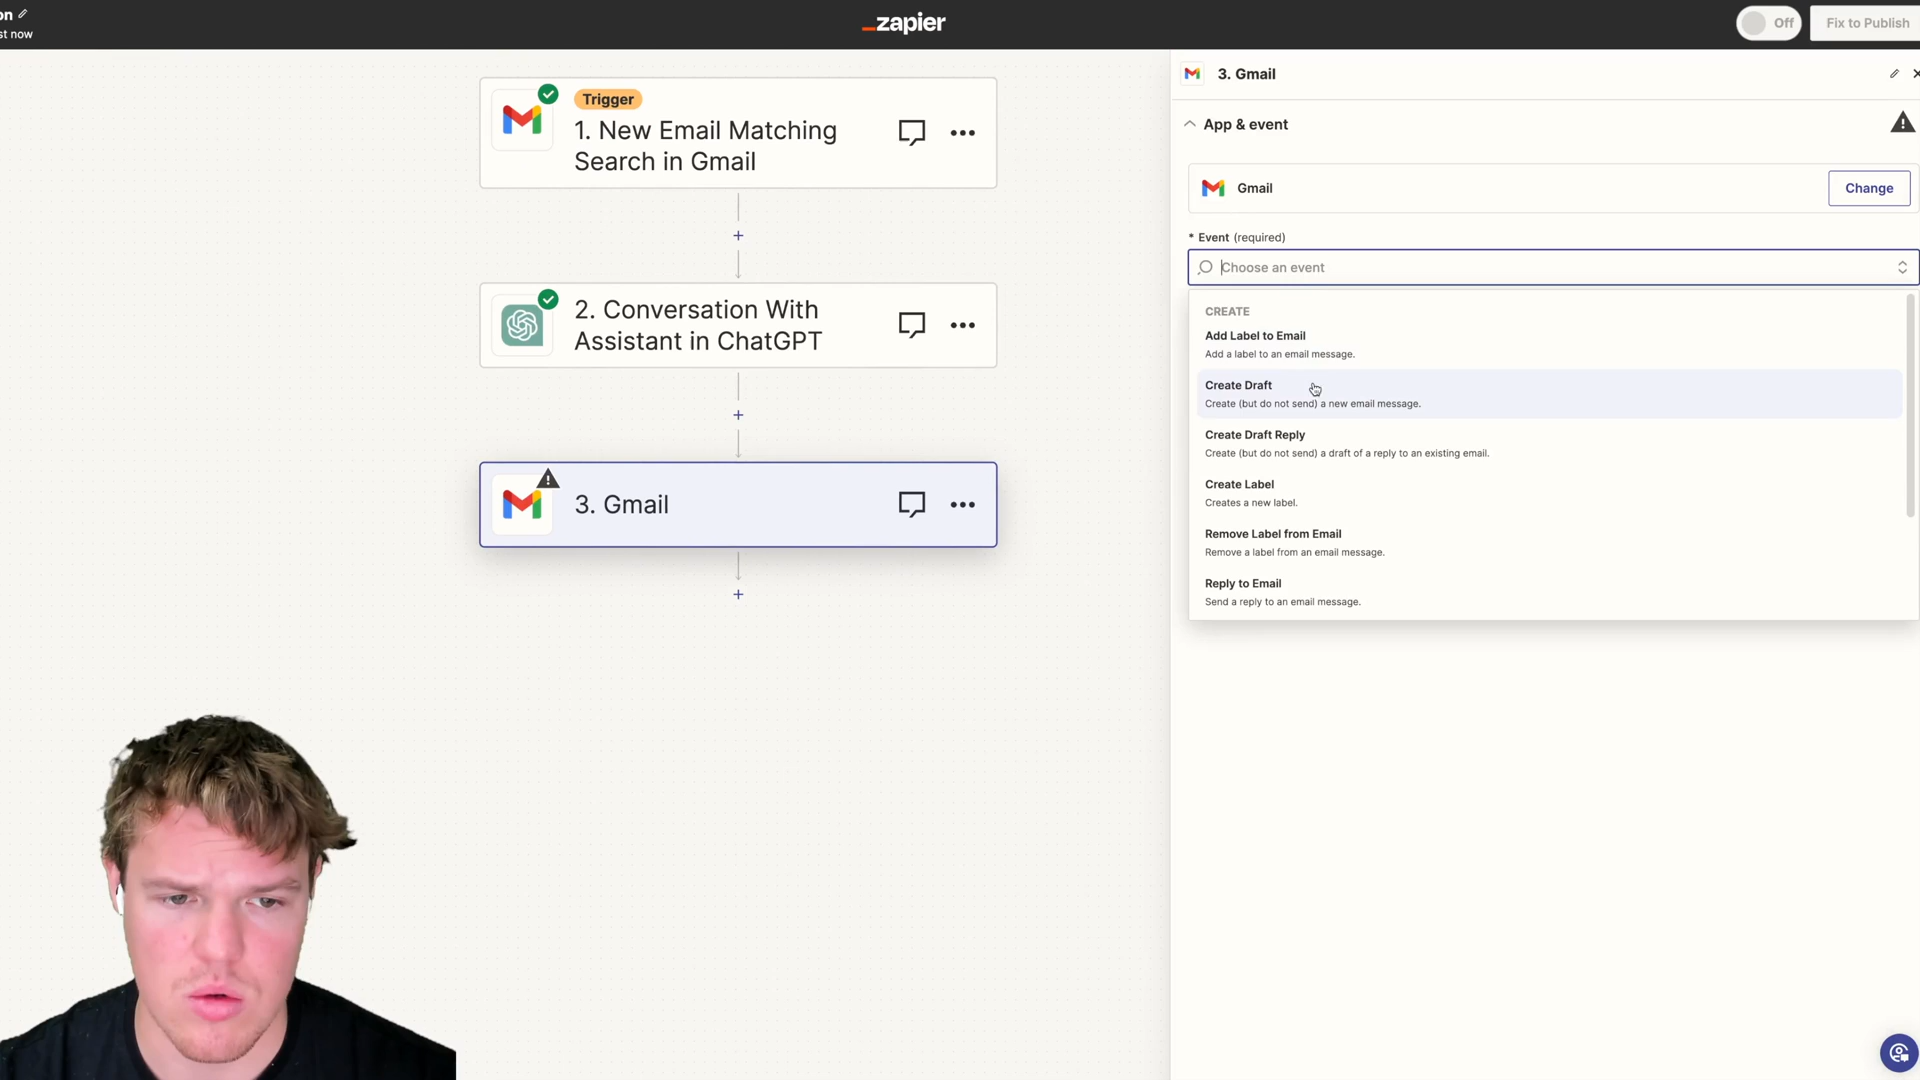 on
st now
zapier
Off
Fix to Publish
Trigger
1. New Email Matching
Search in Gmail
2. Conversation With
Assistant in ChatGPT
3. Gmail
3. Gmail
App & event
Gmail
Change
* Event (required)
Choose an event
CREATE
Add Label to Email
Add a label to an email message.
Create Draft
Create (but do not send) a new email message.
Create Draft Reply
Create (but do not send) a draft of a reply to an existing email.
Create Label
Creates a new label.
Remove Label from Email
Remove a label from an email message.
Reply to Email
Send a reply to an email message.